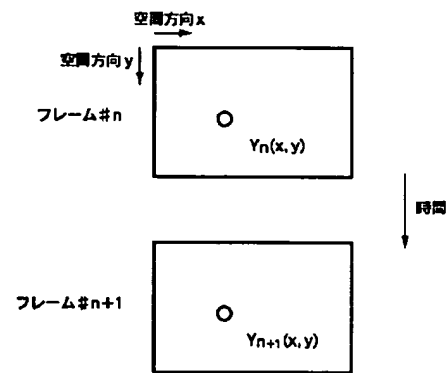 空間方向x
空間方向y
フレーム#n
Yn(x, y)
時間
フレーム#n+1
Yn+1(x, y)